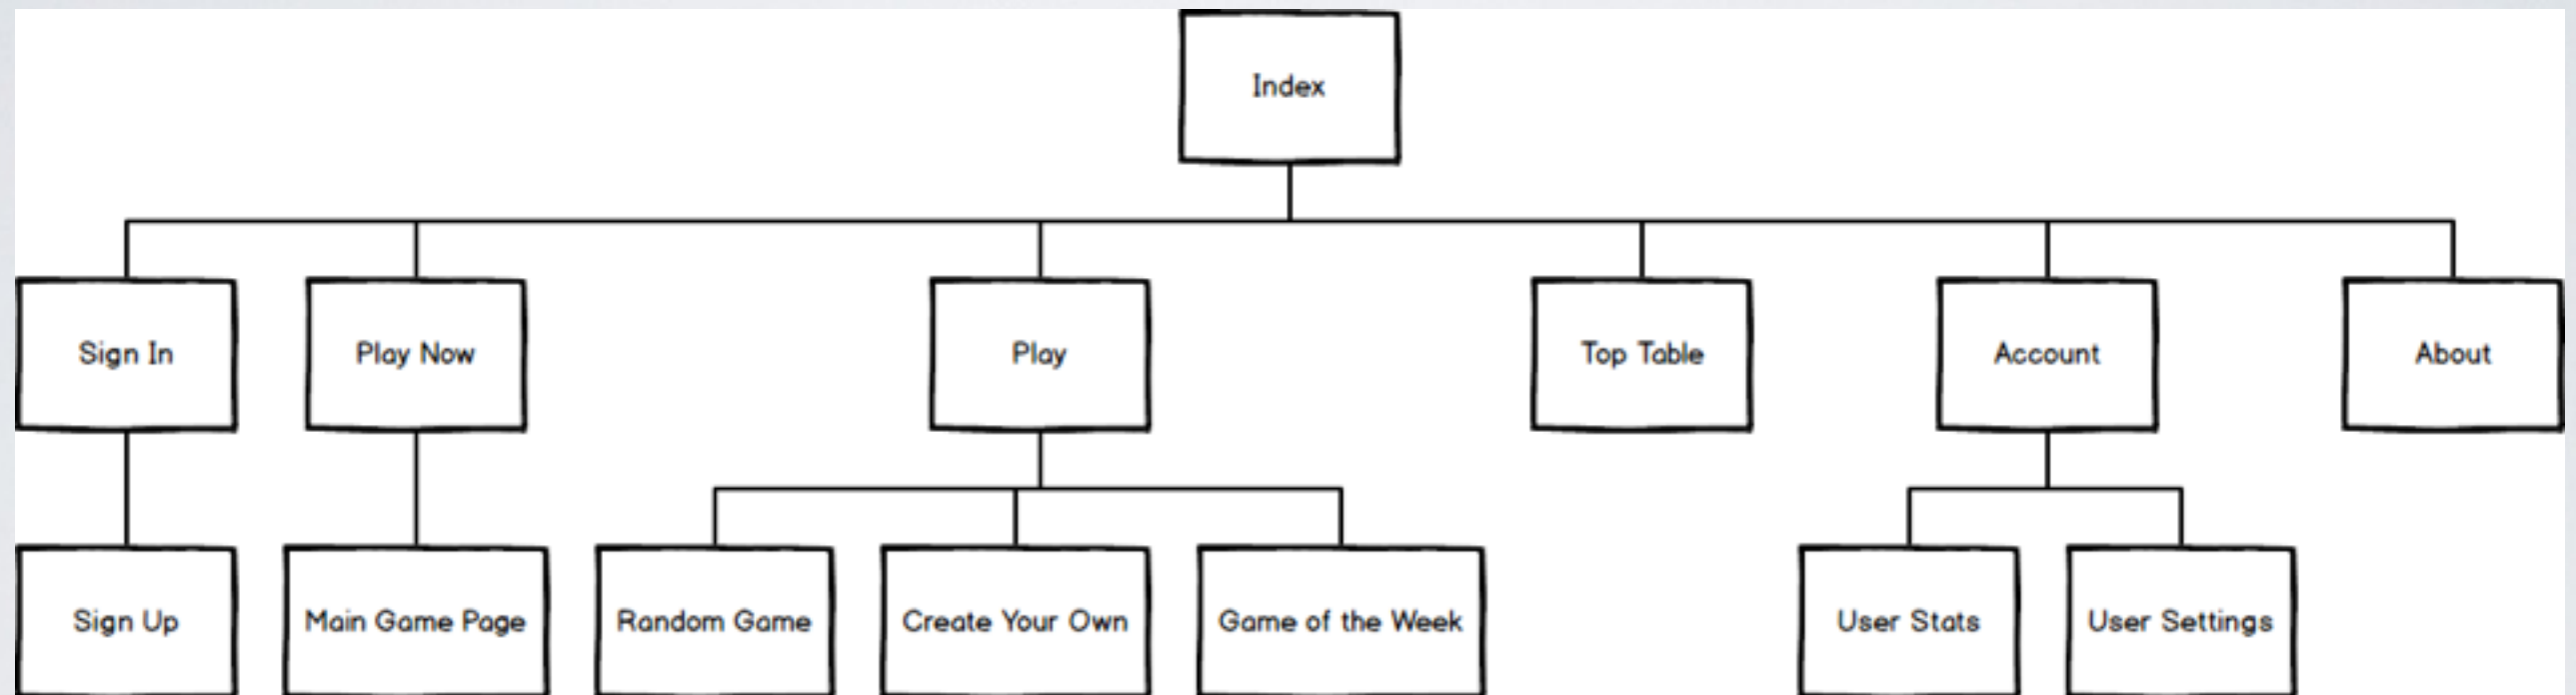 Index
Sign In
Play Now
Play
Top Table
Account
About
Sign Up
Main Game Page
Random Game
Create Your Own
Game of the Week
User Stats
User Settings